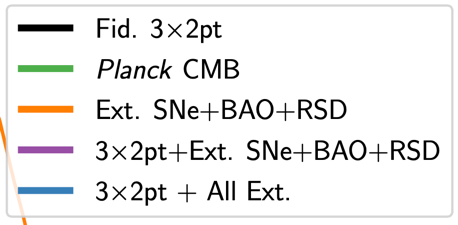 Fid. 3×2pt
Planck CMB
Ext. SNe+BAO+RSD
3×2pt+Ext. SNe+BAO+RSD
3×2pt + All Ext.